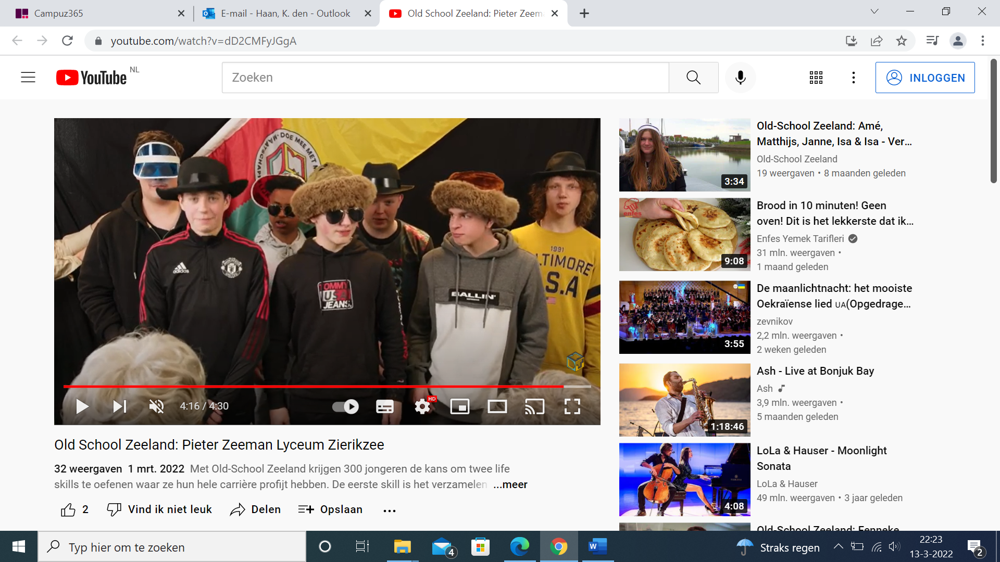 Campuz365
E-mail - Haan, K. den - Outlook
Old School Zeeland: Pieter Zeem
youtube.com/watch?v=dD2CMFyJGgA
YouTube NL
Zoeken
INLOGGEN
MAATSCHAP
DOE MEE MET
adidas
TOMMY
USA
JEANS
BALLIN'
1991
LTIMORE
S.A
4:16 / 4:30
HD
Old School Zeeland: Pieter Zeeman Lyceum Zierikzee
32 weergaven 1 mrt. 2022 Met Old-School Zeeland krijgen 300 jongeren de kans om twee life
skills te oefenen waar ze hun hele carrière profijt hebben. De eerste skill is het verzamelen ...meer
2 Vind ik niet leuk Delen Opslaan
3:34
Old-School Zeeland: Amé,
Matthijs, Janne, Isa & Isa - Ver...
Old-School Zeeland
19 weergaven • 8 maanden geleden
enfes
9:08
Brood in 10 minuten! Geen
oven! Dit is het lekkerste dat ik...
Enfes Yemek Tarifleri
31 mln. weergaven •
1 maand geleden
3:55
De maanlichtnacht: het mooiste
Oekraïense lied UA(Opgedrage...
zevnikov
2,2 mln. weergaven •
2 weken geleden
1:18:46
Ash - Live at Bonjuk Bay
Ash
3,9 mln. weergaven •
5 maanden geleden
4:08
LoLa & Hauser - Moonlight
Sonata
LoLa & Hauser
49 mln. weergaven • 3 jaar geleden
Old-School Zeeland: Fenneke
Typ hier om te zoeken
4
W
Straks regen
22:23
13-3-2022
2